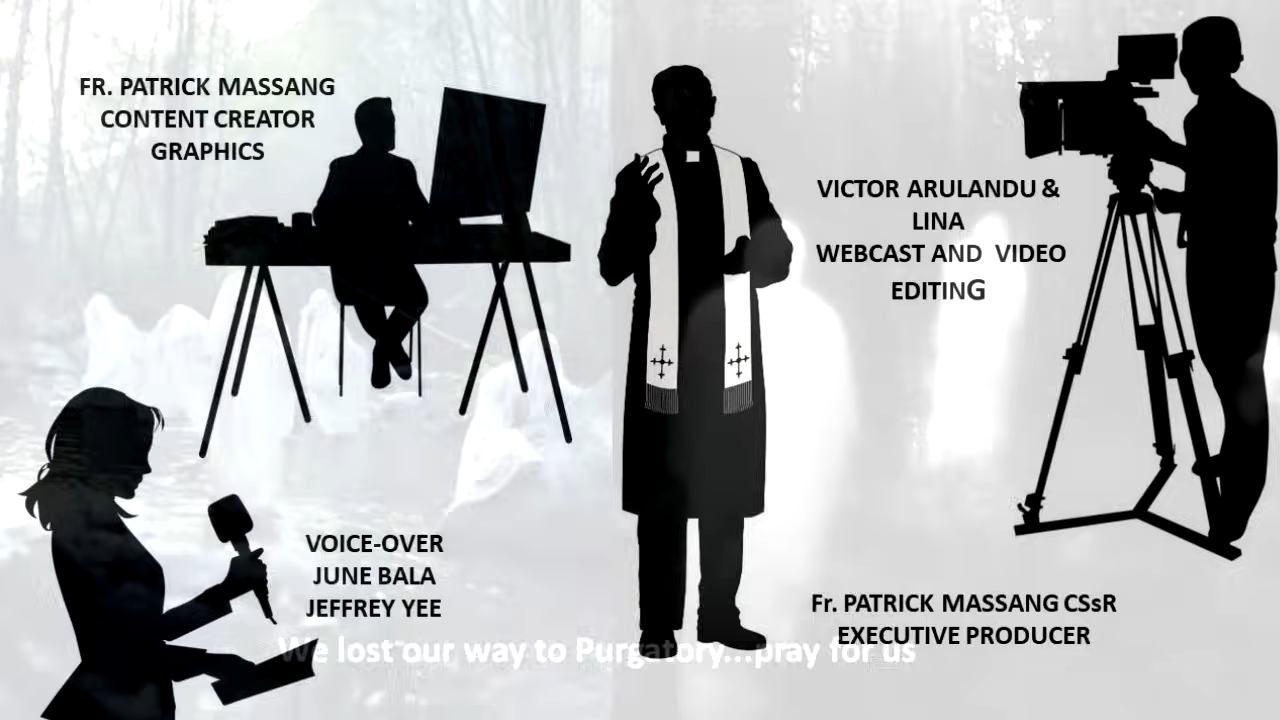 FR. PATRICK MASSANG
CONTENT CREATOR
GRAPHICS
VICTOR ARULANDU &
LINA
WEBCAST AND VIDEO
EDITING
VOICE-OVER
JUNE BALA
JEFFREY YEE
Fr. PATRICK MASSANG CSsR
EXECUTIVE PRODUCER
We lost our way to Purgatory...pray for us